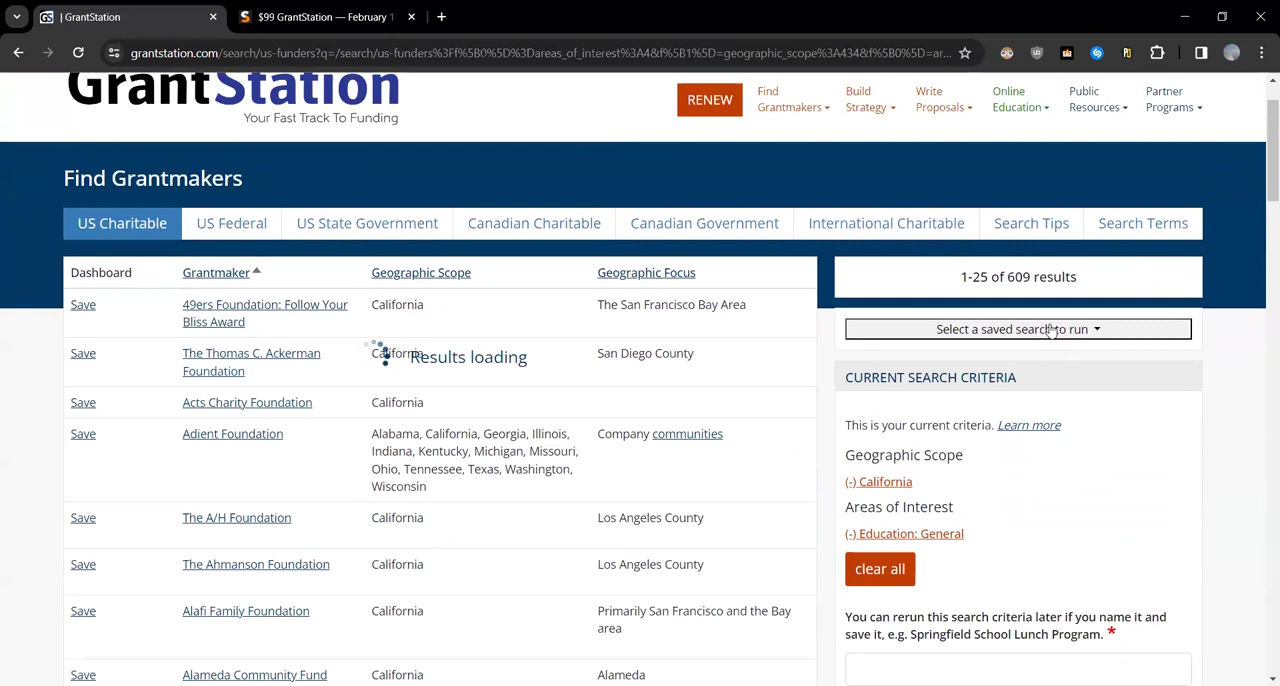 | GrantStation
$99 GrantStation — February 1
grantstation.com/search/us-funders?q=/search/us-funders%3Ff%5B0%5D%3Dareas_of_interest%3A4&f%5B1%5D=geographic_scope%3A434&f%5B0%5D=ar...
GrantStation
Your Fast Track To Funding
RENEW
Find Grantmakers
Build Strategy
Write Proposals
Online Education
Public Resources
Partner Programs
Find Grantmakers
US Charitable
US Federal
US State Government
Canadian Charitable
Canadian Government
International Charitable
Search Tips
Search Terms
Dashboard Grantmaker Geographic Scope Geographic Focus
Save 49ers Foundation: Follow Your California The San Francisco Bay Area
Bliss Award
Save The Thomas C. Ackerman California San Diego County
Foundation
Results loading
Save Acts Charity Foundation California
Save Adient Foundation Alabama, California, Georgia, Illinois, Company communities
Indiana, Kentucky, Michigan, Missouri,
Ohio, Tennessee, Texas, Washington,
Wisconsin
Save The A/H Foundation California Los Angeles County
Save The Ahmanson Foundation California Los Angeles County
Save Alafi Family Foundation California Primarily San Francisco and the Bay
area
Save Alameda Community Fund California Alameda
1-25 of 609 results
Select a saved search to run
CURRENT SEARCH CRITERIA
This is your current criteria. Learn more
Geographic Scope
(-) California
Areas of Interest
(-) Education: General
clear all
You can rerun this search criteria later if you name it and
save it, e.g. Springfield School Lunch Program. *